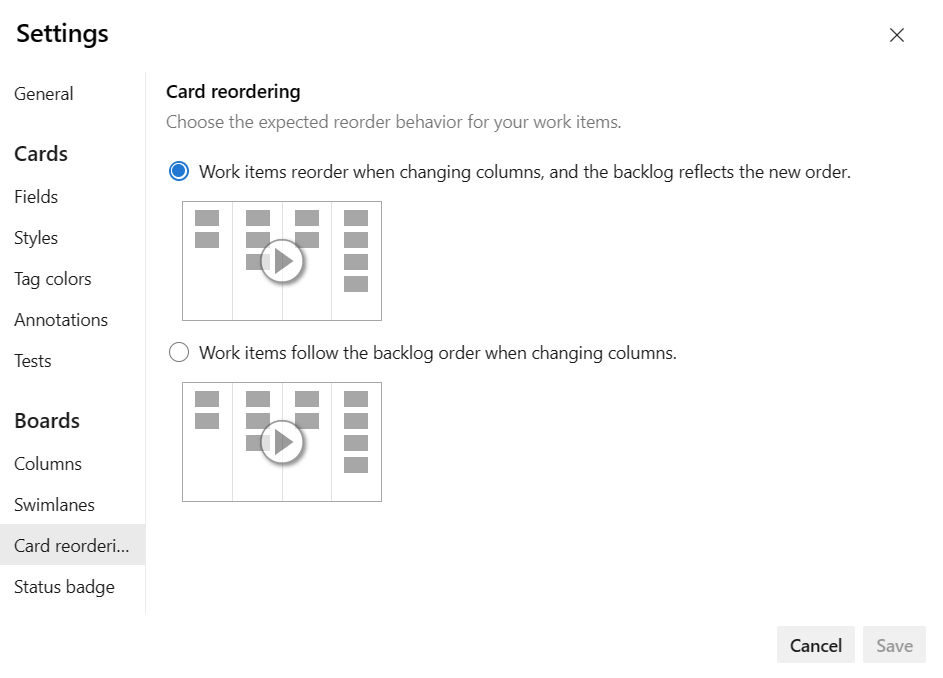 Settings
General
Cards
Fields
Styles
Tag colors
Annotations
Tests
Boards
Columns
Swimlanes
Card reorderi...
Status badge
Card reordering
Choose the expected reorder behavior for your work items.
Work items reorder when changing columns, and the backlog reflects the new order.
Work items follow the backlog order when changing columns.
Cancel
Save